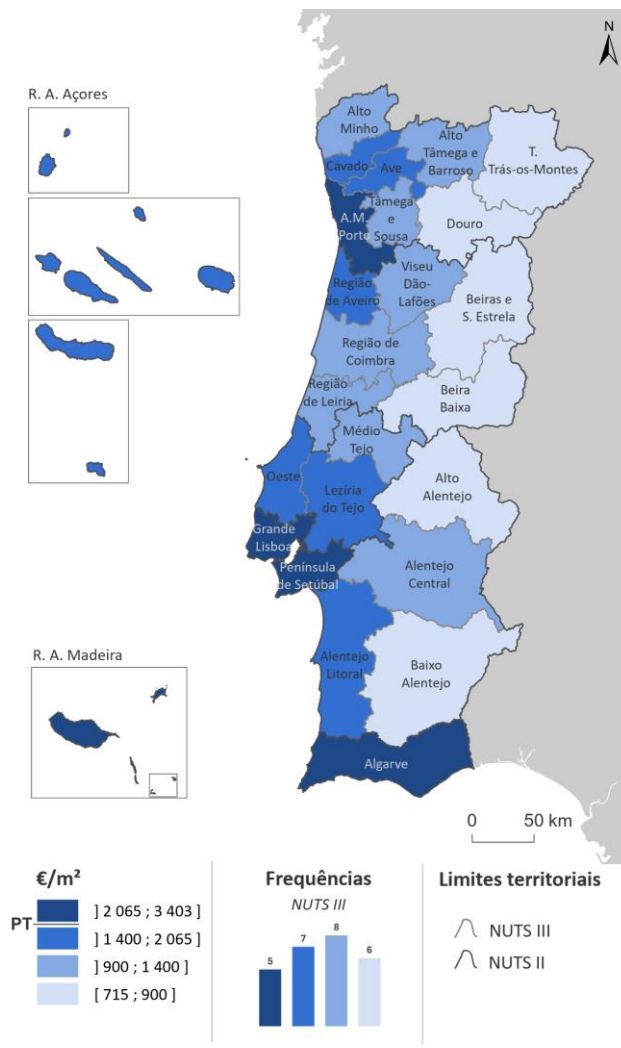 N
R. A. Açores
Alto
Minho
Alto
Tâmega e
Barroso
T.
Trás-os-Montes
Cávado
Ave
A.M.
Porto
Tâmega
e
Sousa
Douro
Região
de Aveiro
Viseu
Dão-
Lafões
Beiras e
S. Estrela
Região de
Coimbra
Região
de Leiria
Beira
Baixa
Médio
Tejo
Oeste
Lezíria
do Tejo
Alto
Alentejo
Grande
Lisboa
Península
de Setúbal
Alentejo
Central
R. A. Madeira
Alentejo
Litoral
Baixo
Alentejo
Algarve
0 50 km
€/m²
PT
] 2 065 ; 3 403 ]
] 1 400 ; 2 065 ]
] 900 ; 1 400 ]
[ 715 ; 900 ]
Frequências
NUTS III
5 7 8 6
Limites territoriais
NUTS III
NUTS II